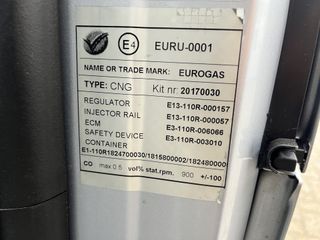 E4 EURU-0001
NAME OR TRADE MARK: EUROGAS
TYPE: CNG Kit nr: 20170030
REGULATOR E13-110R-000157
INJECTOR RAIL E13-110R-000057
ECM E3-110R-006066
SAFETY DEVICE E3-110R-003010
CONTAINER
E1-110R1824700030/1815800002/182480000
CO max 0.5 vol% stat.rpm. 900 +/-100